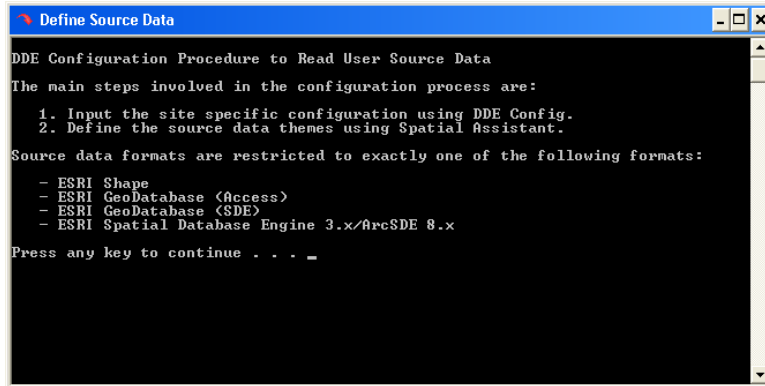 Define Source Data
DDE Configuration Procedure to Read User Source Data
The main steps involved in the configuration process are:
1. Input the site specific configuration using DDE Config.
2. Define the source data themes using Spatial Assistant.
Source data formats are restricted to exactly one of the following formats:
- ESRI Shape
- ESRI GeoDatabase (Access)
- ESRI GeoDatabase (SDE)
- ESRI Spatial Database Engine 3.x/ArcSDE 8.x
Press any key to continue . . . _